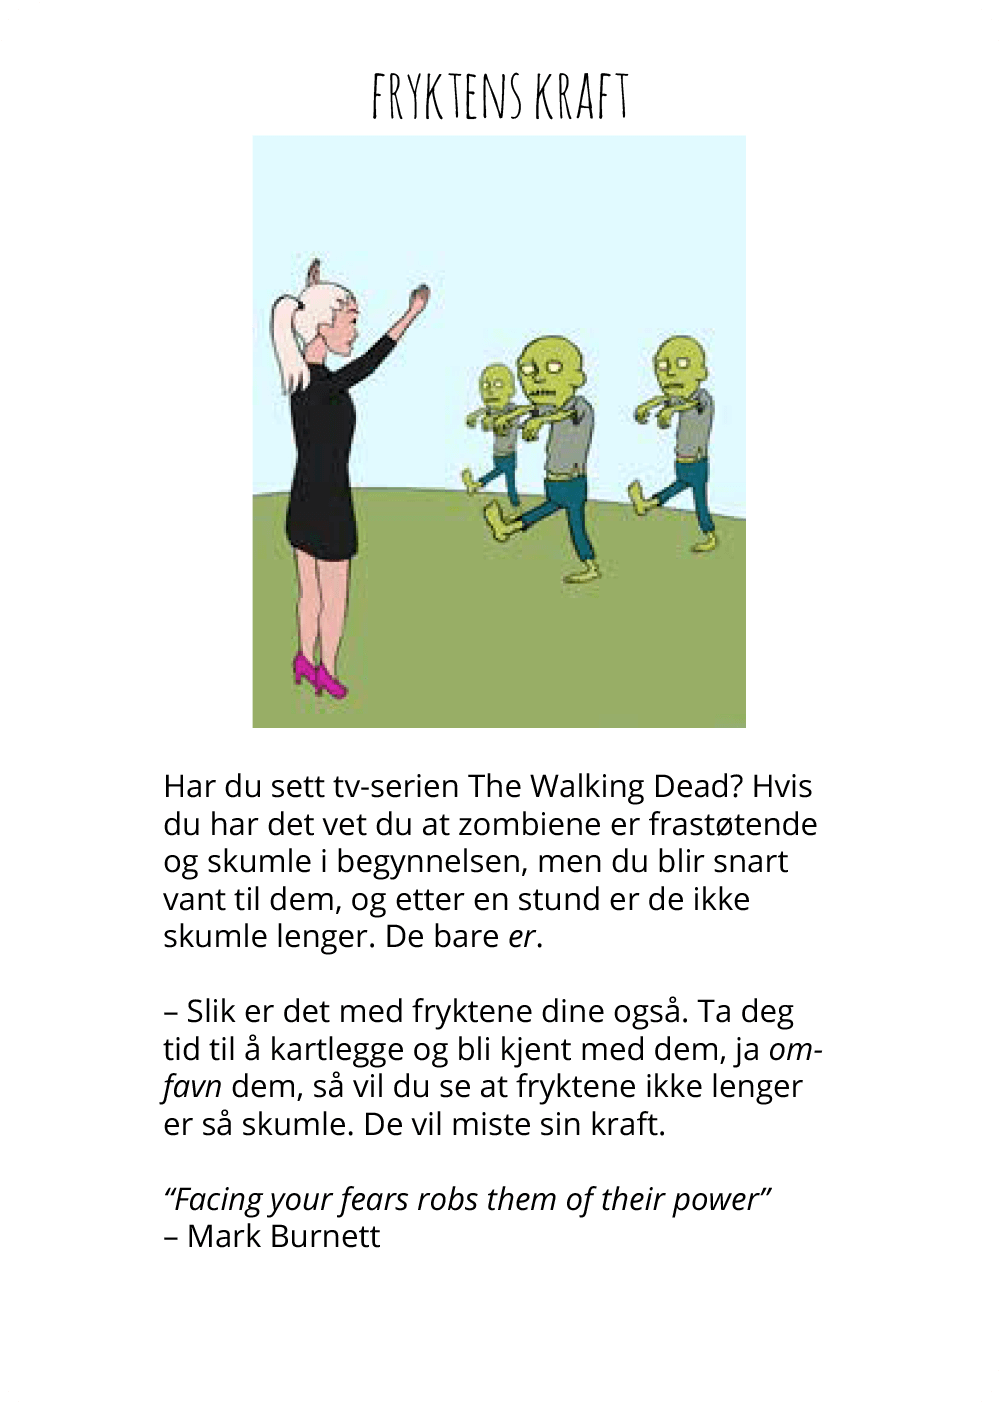 FRYKTENS KRAFT
Har du sett tv-serien The Walking Dead? Hvis
du har det vet du at zombiene er frastøtende
og skumle i begynnelsen, men du blir snart
vant til dem, og etter en stund er de ikke
skumle lenger. De bare er.
– Slik er det med fryktene dine også. Ta deg
tid til å kartlegge og bli kjent med dem, ja om-
favn dem, så vil du se at fryktene ikke lenger
er så skumle. De vil miste sin kraft.
“Facing your fears robs them of their power”
– Mark Burnett